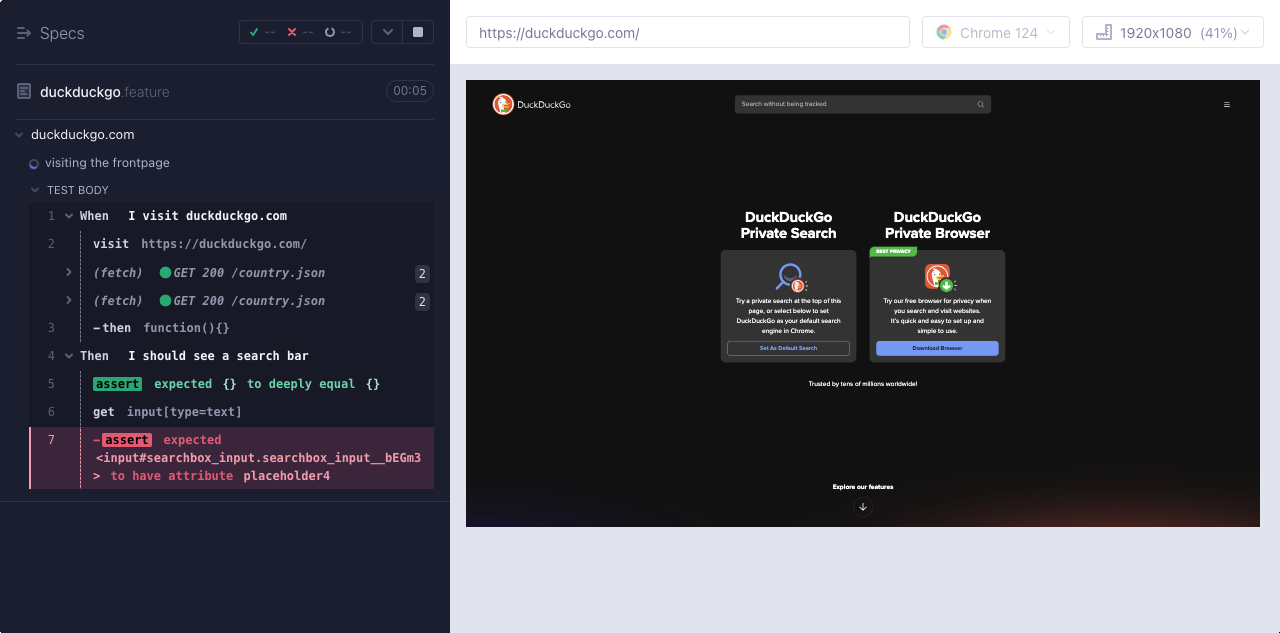 Specs
-- -- --
duckduckgo.feature 00:05
duckduckgo.com
visiting the frontpage
TEST BODY
1 When I visit duckduckgo.com
2 visit https://duckduckgo.com/
(fetch) GET 200 /country.json 2
(fetch) GET 200 /country.json 2
3 -then function(){}
4 Then I should see a search bar
5 assert expected {} to deeply equal {}
6 get input[type=text]
7 -assert expected
<input#searchbox_input.searchbox_input__bEGm3
> to have attribute placeholder4
https://duckduckgo.com/
Chrome 124
1920x1080 (41%)
DuckDuckGo
Search without being tracked
DuckDuckGo
Private Search
Try a private search at the top of this
page, or select below to set
DuckDuckGo as your default search
engine in Chrome.
Set As Default Search
DuckDuckGo
Private Browser
BEST PRIVACY
Try our free browser for privacy when
you search and visit websites.
It's quick and easy to set up and
simple to use.
Download Browser
Trusted by tens of millions worldwide!
Explore our features